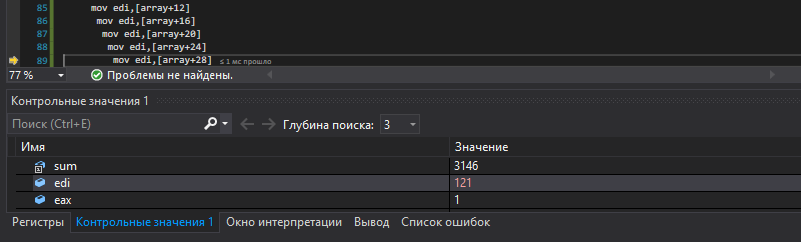 85 mov edi,[array+12]
86 mov edi,[array+16]
87 mov edi,[array+20]
88 mov edi,[array+24]
89 mov edi,[array+28] ≤ 1 мс прошло
77 % Проблемы не найдены.
Контрольные значения 1
Поиск (Ctrl+E) Глубина поиска: 3
Имя Значение
sum 3146
edi 121
eax 1
Регистры Контрольные значения 1 Окно интерпретации Вывод Список ошибок